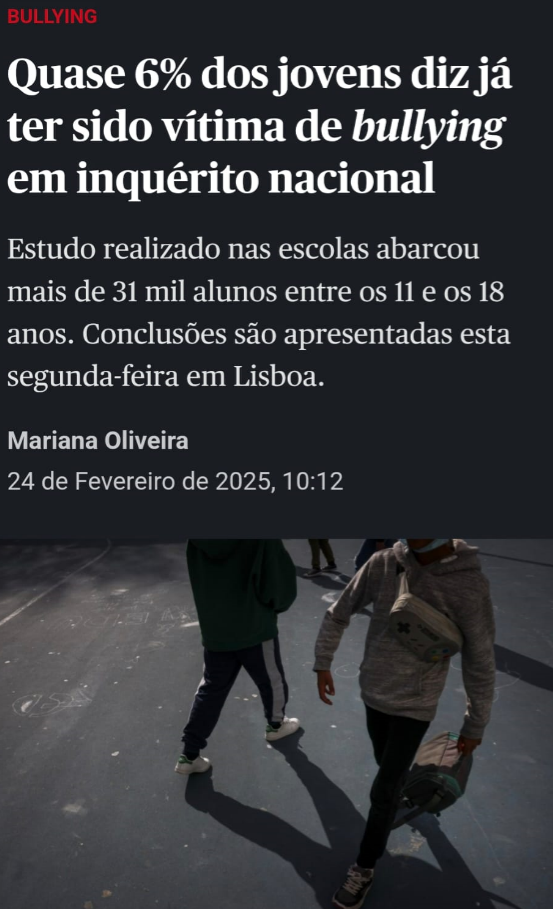 BULLYING
Quase 6% dos jovens diz já
ter sido vítima de bullying
em inquérito nacional
Estudo realizado nas escolas abarcou
mais de 31 mil alunos entre os 11 e os 18
anos. Conclusões são apresentadas esta
segunda-feira em Lisboa.
Mariana Oliveira
24 de Fevereiro de 2025, 10:12